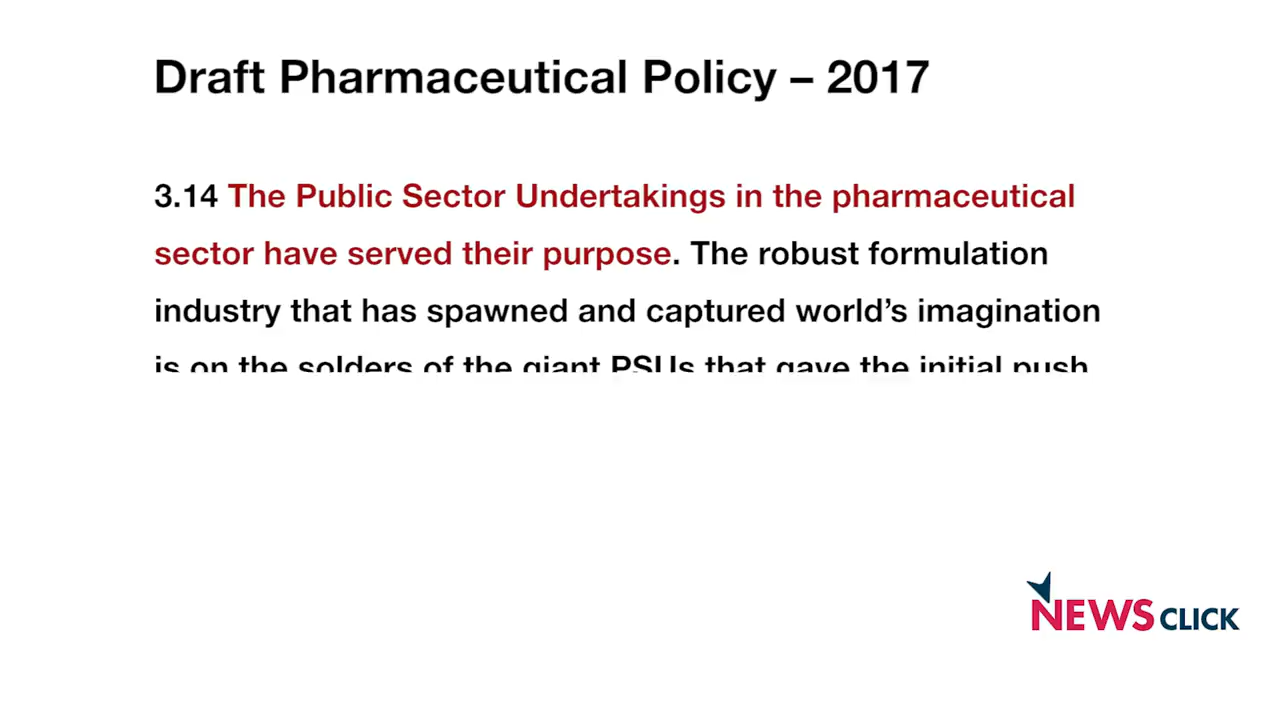 Draft Pharmaceutical Policy – 2017
3.14 The Public Sector Undertakings in the pharmaceutical
sector have served their purpose. The robust formulation
industry that has spawned and captured world's imagination
is on the solders of the giant PSUs that gave the initial push
NEWSCLICK